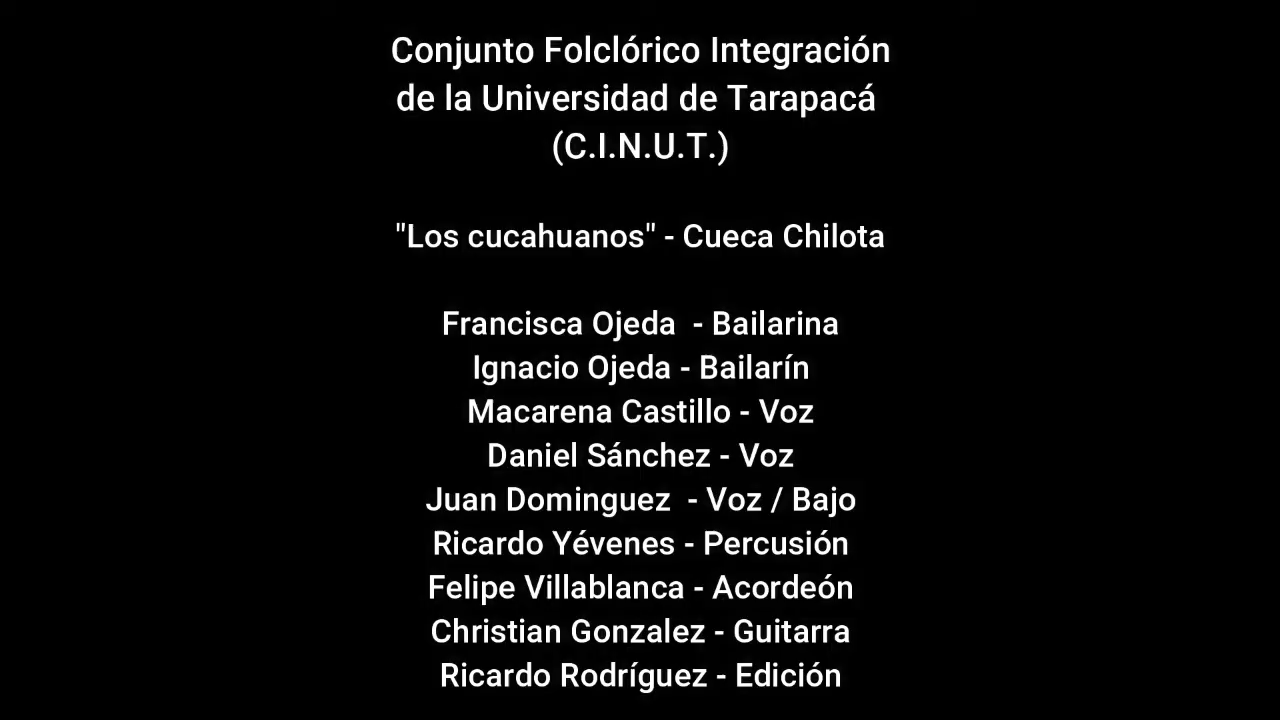 Conjunto Folclórico Integración
de la Universidad de Tarapacá
(C.I.N.U.T.)
"Los cucahuanos" - Cueca Chilota
Francisca Ojeda - Bailarina
Ignacio Ojeda - Bailarín
Macarena Castillo - Voz
Daniel Sánchez - Voz
Juan Dominguez - Voz / Bajo
Ricardo Yévenes - Percusión
Felipe Villablanca - Acordeón
Christian Gonzalez - Guitarra
Ricardo Rodríguez - Edición